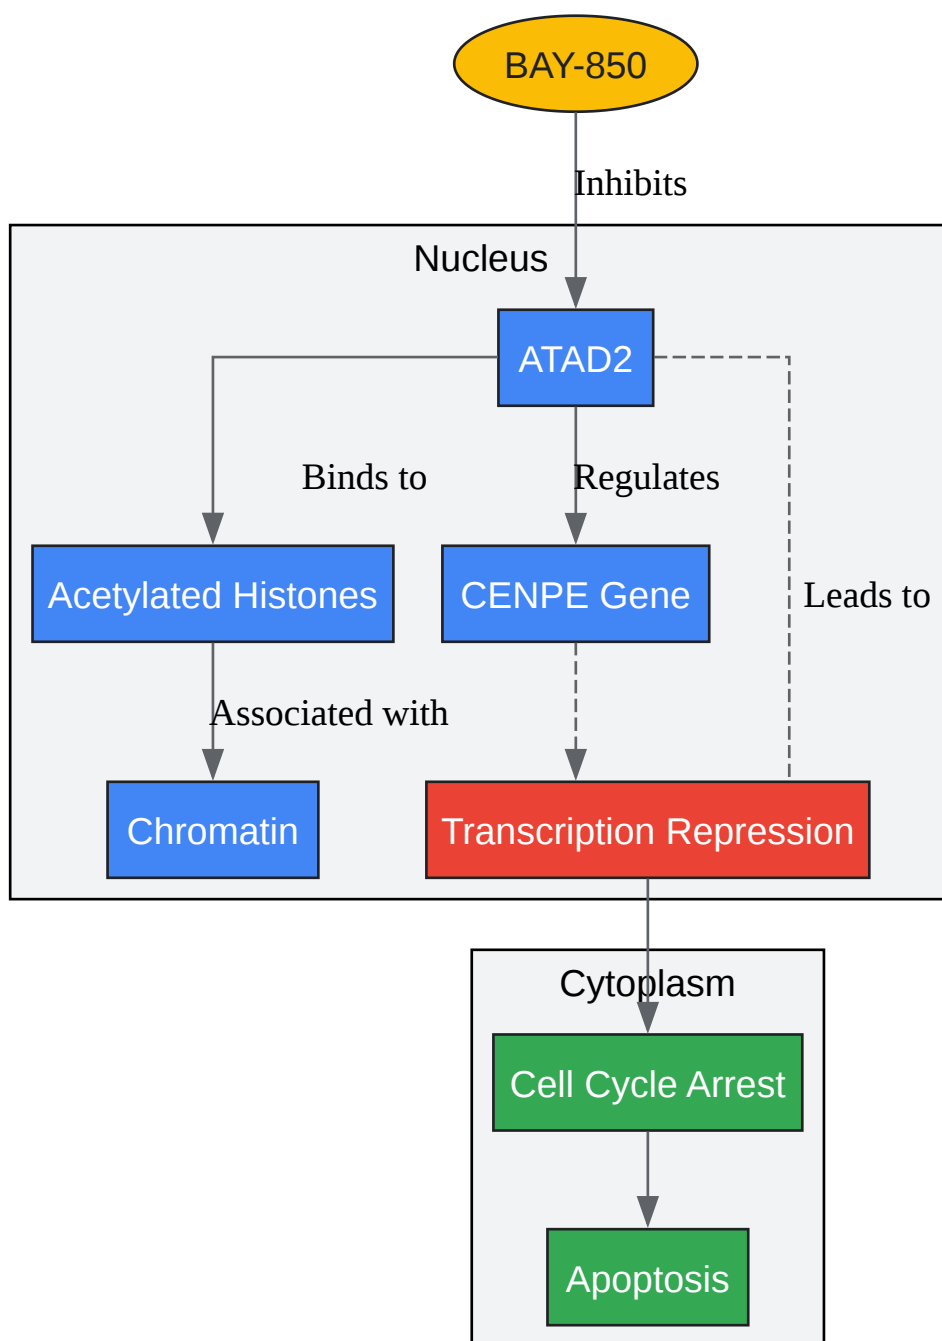 BAY-850
Inhibits
Nucleus
ATAD2
Binds to
Regulates
Acetylated Histones
CENPE Gene
Leads to
Associated with
Chromatin
Transcription Repression
Cytoplasm
Cell Cycle Arrest
Apoptosis